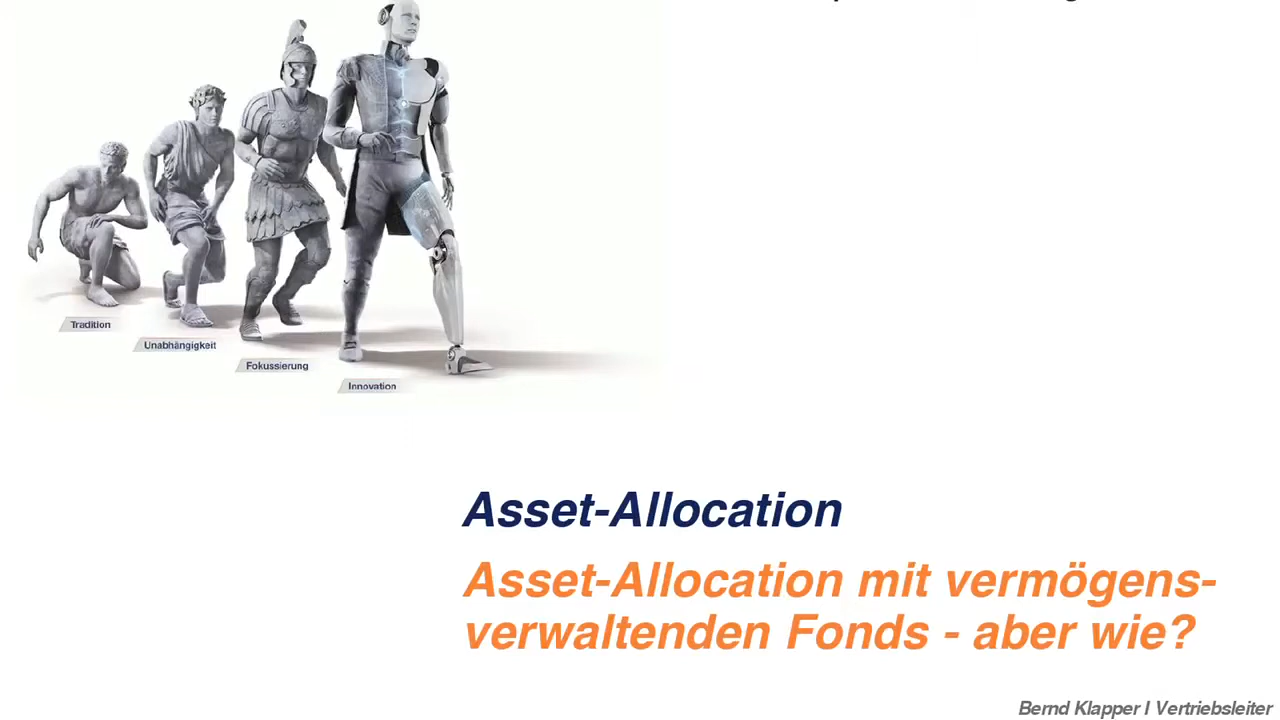 Tradition
Unabhängigkeit
Fokussierung
Innovation
Asset-Allocation
Asset-Allocation mit vermögens-
verwaltenden Fonds - aber wie?
Bernd Klapper I Vertriebsleiter